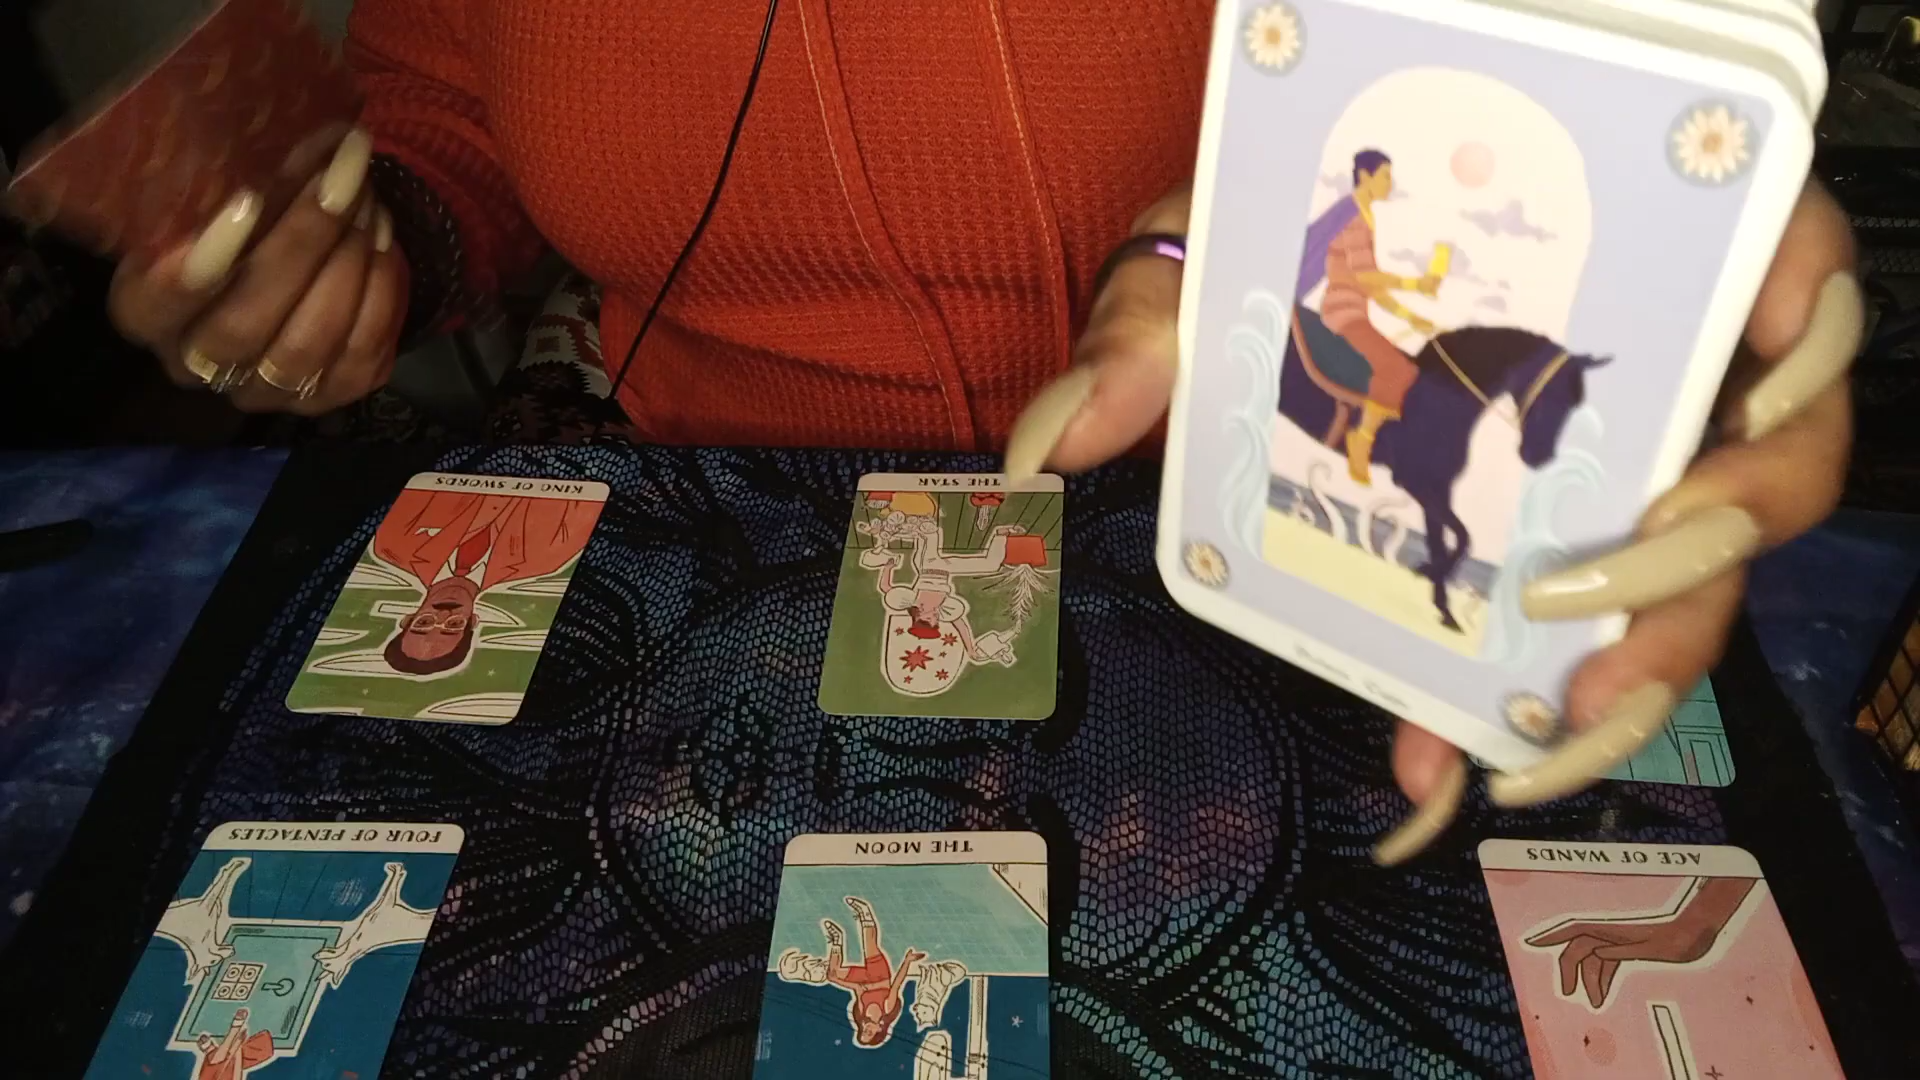 KING OF SWORDS
THE STAR
FOUR OF PENTACLES
THE MOON
ACE OF WANDS